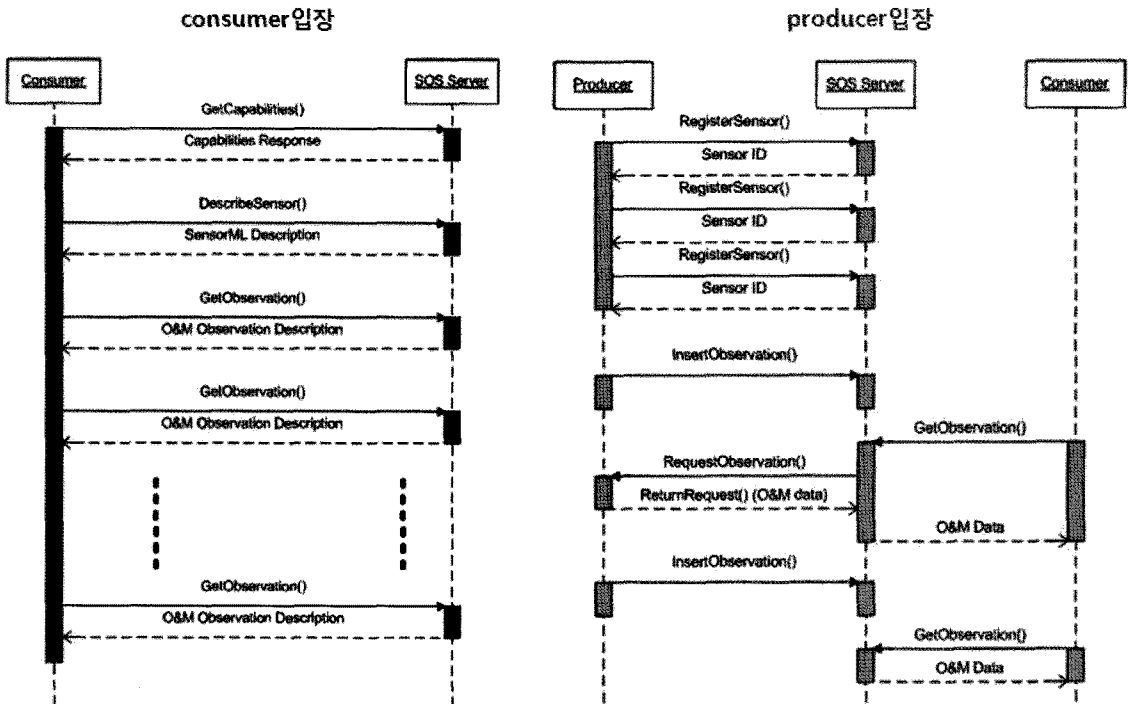 consumer입장
Consumer
SOS Server
GetCapabilities()
Capabilities Response
DescribeSensor()
SensorML Description
GetObservation()
O&M Observation Description
GetObservation()
O&M Observation Description
GetObservation()
O&M Observation Description
producer입장
Producer
SOS Server
Consumer
RegisterSensor()
Sensor ID
RegisterSensor()
Sensor ID
RegisterSensor()
Sensor ID
InsertObservation()
GetObservation()
RequestObservation()
ReturnRequest() (O&M data)
O&M Data
InsertObservation()
GetObservation()
O&M Data